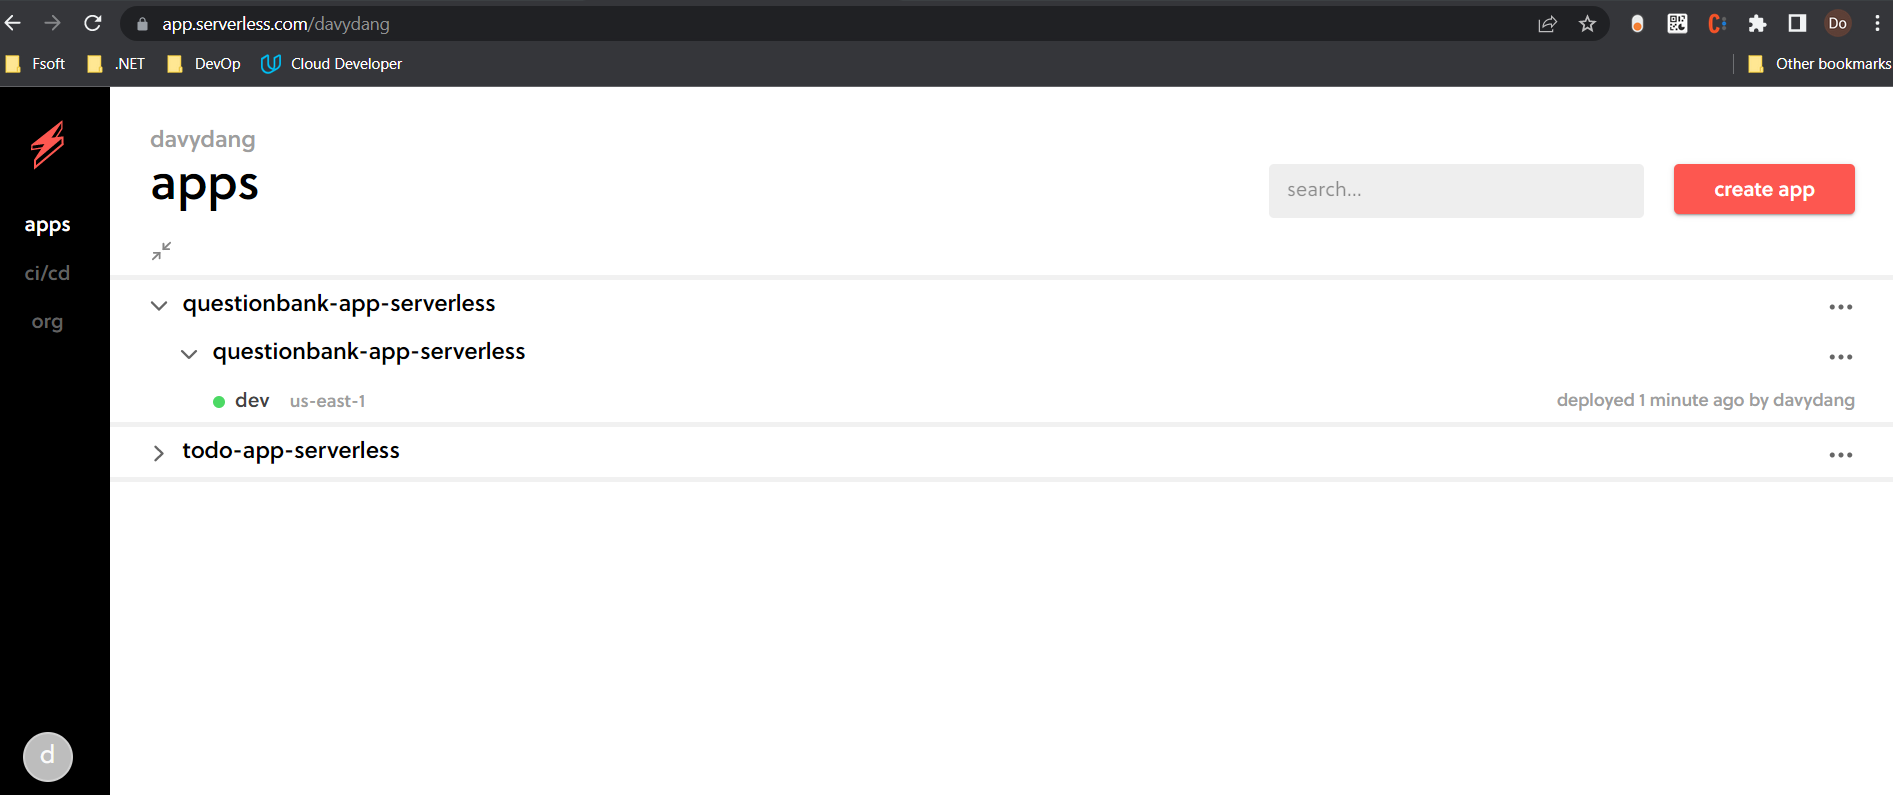 app.serverless.com/davydang
Do
Fsoft .NET DevOp Cloud Developer Other bookmarks
davydang
apps
search...
create app
apps
ci/cd
org
questionbank-app-serverless
questionbank-app-serverless
dev us-east-1 deployed 1 minute ago by davydang
todo-app-serverless
d